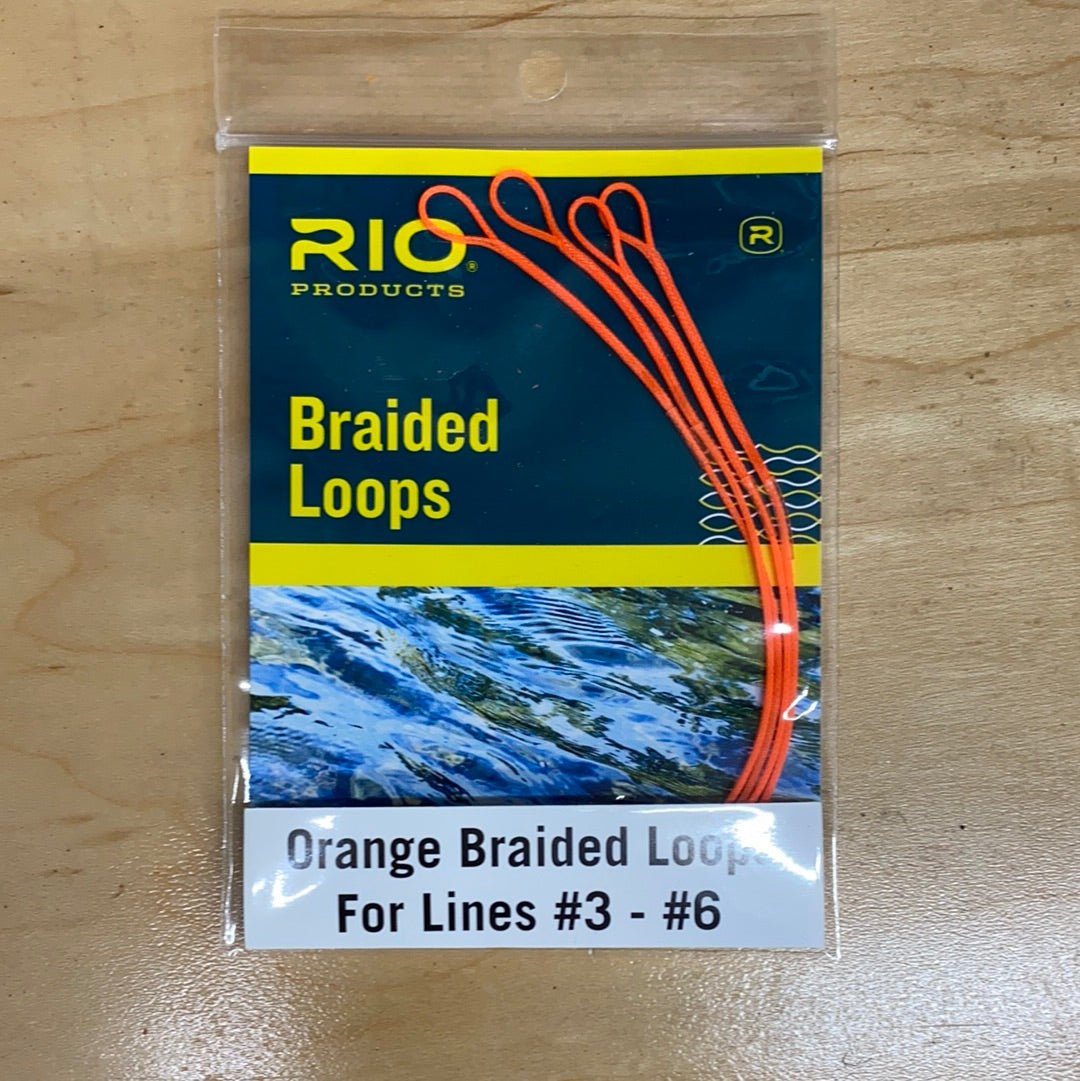 RIO®
PRODUCTS
R
Braided
Loops
Orange Braided Loops
For Lines #3 - #6